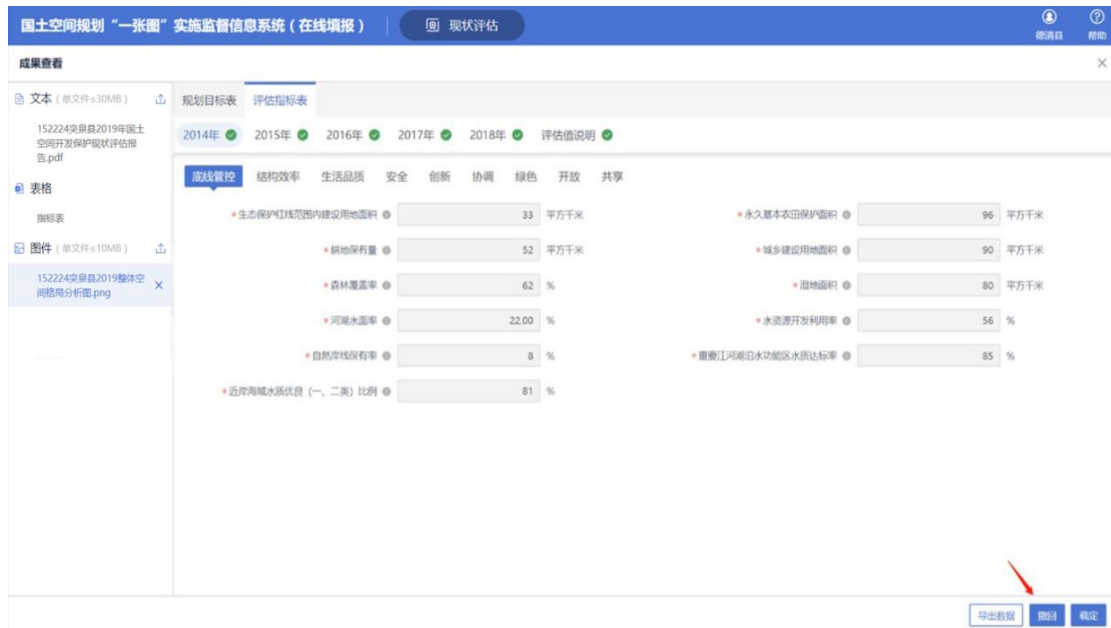 国土空间规划“一张图”实施监督信息系统（在线填报）
现状评估
德清县
帮助
成果查看
文本（单文件≤30MB）
152224突泉县2019年国土
空间开发保护现状评估报
告.pdf
表格
指标表
图件（单文件≤10MB）
152224突泉县2019整体空
间格局分析图.png
规划目标表 评估指标表
2014年 2015年 2016年 2017年 2018年 评估值说明
底线管控 结构效率 生活品质 安全 创新 协调 绿色 开放 共享
*生态保护红线范围内建设用地面积 33 平方千米 *永久基本农田保护面积 96 平方千米
*耕地保有量 52 平方千米 *城乡建设用地面积 90 平方千米
*森林覆盖率 62 % *湿地面积 80 平方千米
*河湖水面率 22.00 % *水资源开发利用率 56 %
*自然岸线保有率 8 % *重要江河湖泊水功能区水质达标率 85 %
*近岸海域水质优良（一、二类）比例 81 %
导出数据 撤回 确定